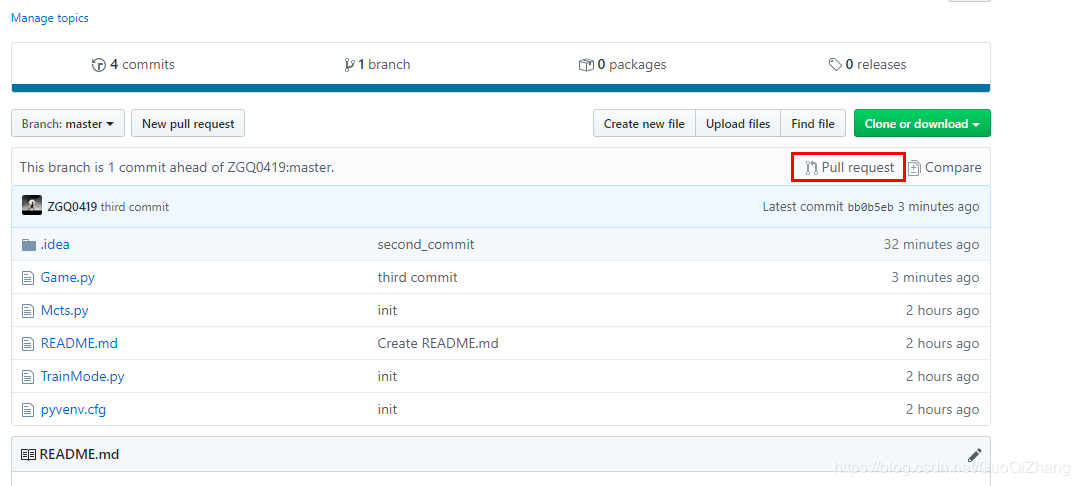 Manage topics
4 commits 1 branch 0 packages 0 releases
Branch: master New pull request Create new file Upload files Find file Clone or download
This branch is 1 commit ahead of ZGQ0419:master. Pull request Compare
ZGQ0419 third commit Latest commit bb0b5eb 3 minutes ago
.idea second_commit 32 minutes ago
Game.py third commit 3 minutes ago
Mcts.py init 2 hours ago
README.md Create README.md 2 hours ago
TrainMode.py init 2 hours ago
pyvenv.cfg init 2 hours ago
README.md
https://blog.csdn.net/GuoQiZhang